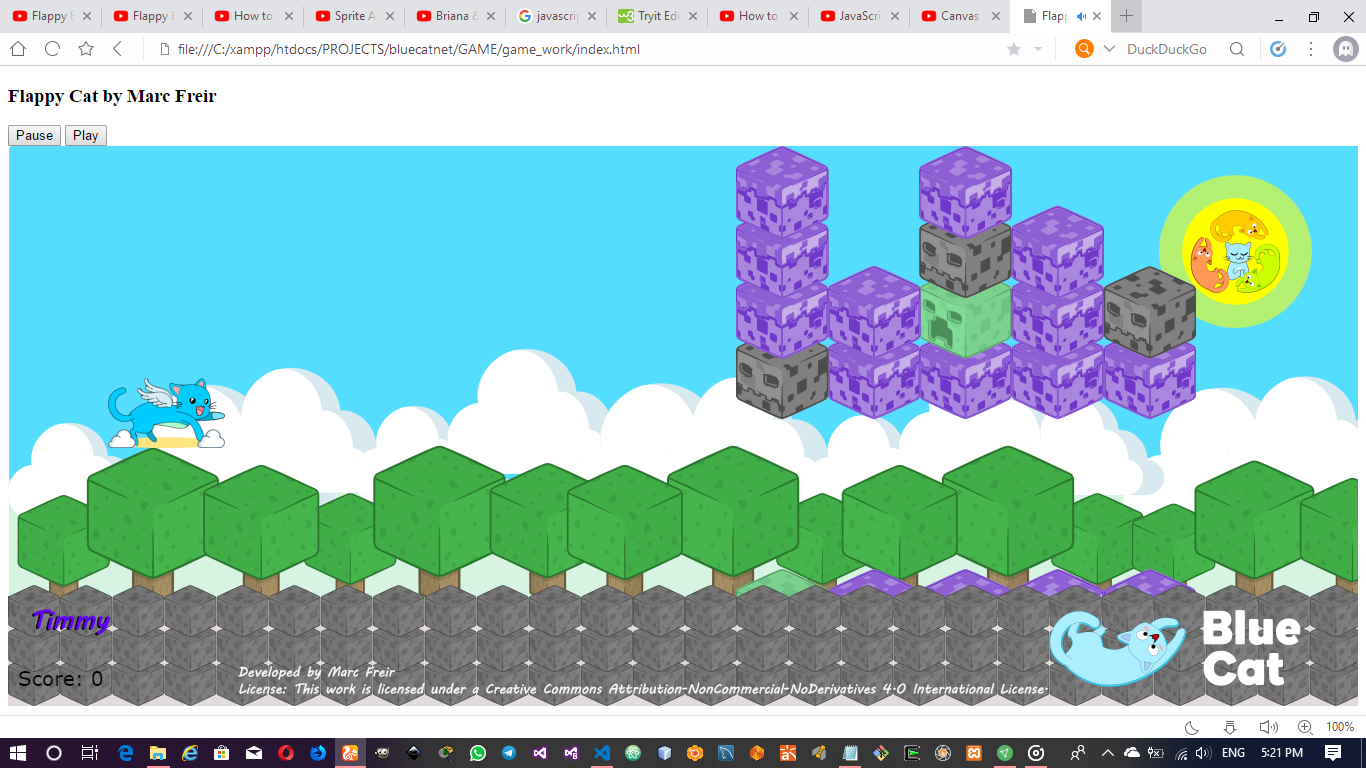 Flappy E
Flappy E
How to
Sprite A
Briana &
javascrip
Tryit Edi
How to
JavaScri
Canvas
Flapp
file:///C:/xampp/htdocs/PROJECTS/bluecatnet/GAME/game_work/index.html
DuckDuckGo
Flappy Cat by Marc Freir
Pause Play
Timmy
Blue
Cat
Score: 0
Developed by Marc Freir
License: This work is licensed under a Creative Commons Attribution-NonCommercial-NoDerivatives 4.0 International License.
100%
ENG 5:21 PM